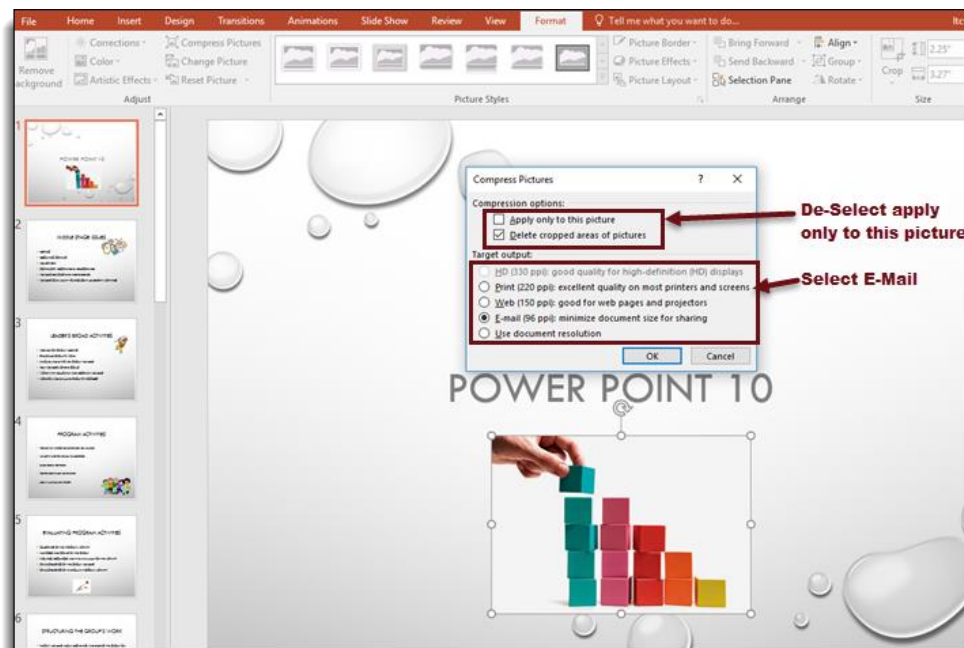 File Home Insert Design Transitions Animations Slide Show Review View Format Tell me what you want to do...
Corrections Compress Pictures Picture Border Bring Forward Align 2.25"
Color Change Picture Picture Effects Send Backward Group
Remove Artistic Effects Reset Picture Picture Layout Selection Pane Rotate Crop 3.27"
ackground
Adjust Picture Styles Arrange Size
1
POWER POINT 10
2
3
LEADER'S BROAD ACTIVITIES
4
PROGRAM ACTIVITIES
5
EVALUATING PROGRAM ACTIVITIES
6
STRUCTURING THE GROUP'S WORK
Compress Pictures ? X
Compression options:
Apply only to this picture
Delete cropped areas of pictures
Target output:
HD (330 ppi): good quality for high-definition (HD) displays
Print (220 ppi): excellent quality on most printers and screens
Web (150 ppi): good for web pages and projectors
E-mail (96 ppi): minimize document size for sharing
Use document resolution
OK Cancel
De-Select apply
only to this picture
Select E-Mail
POWER POINT 10